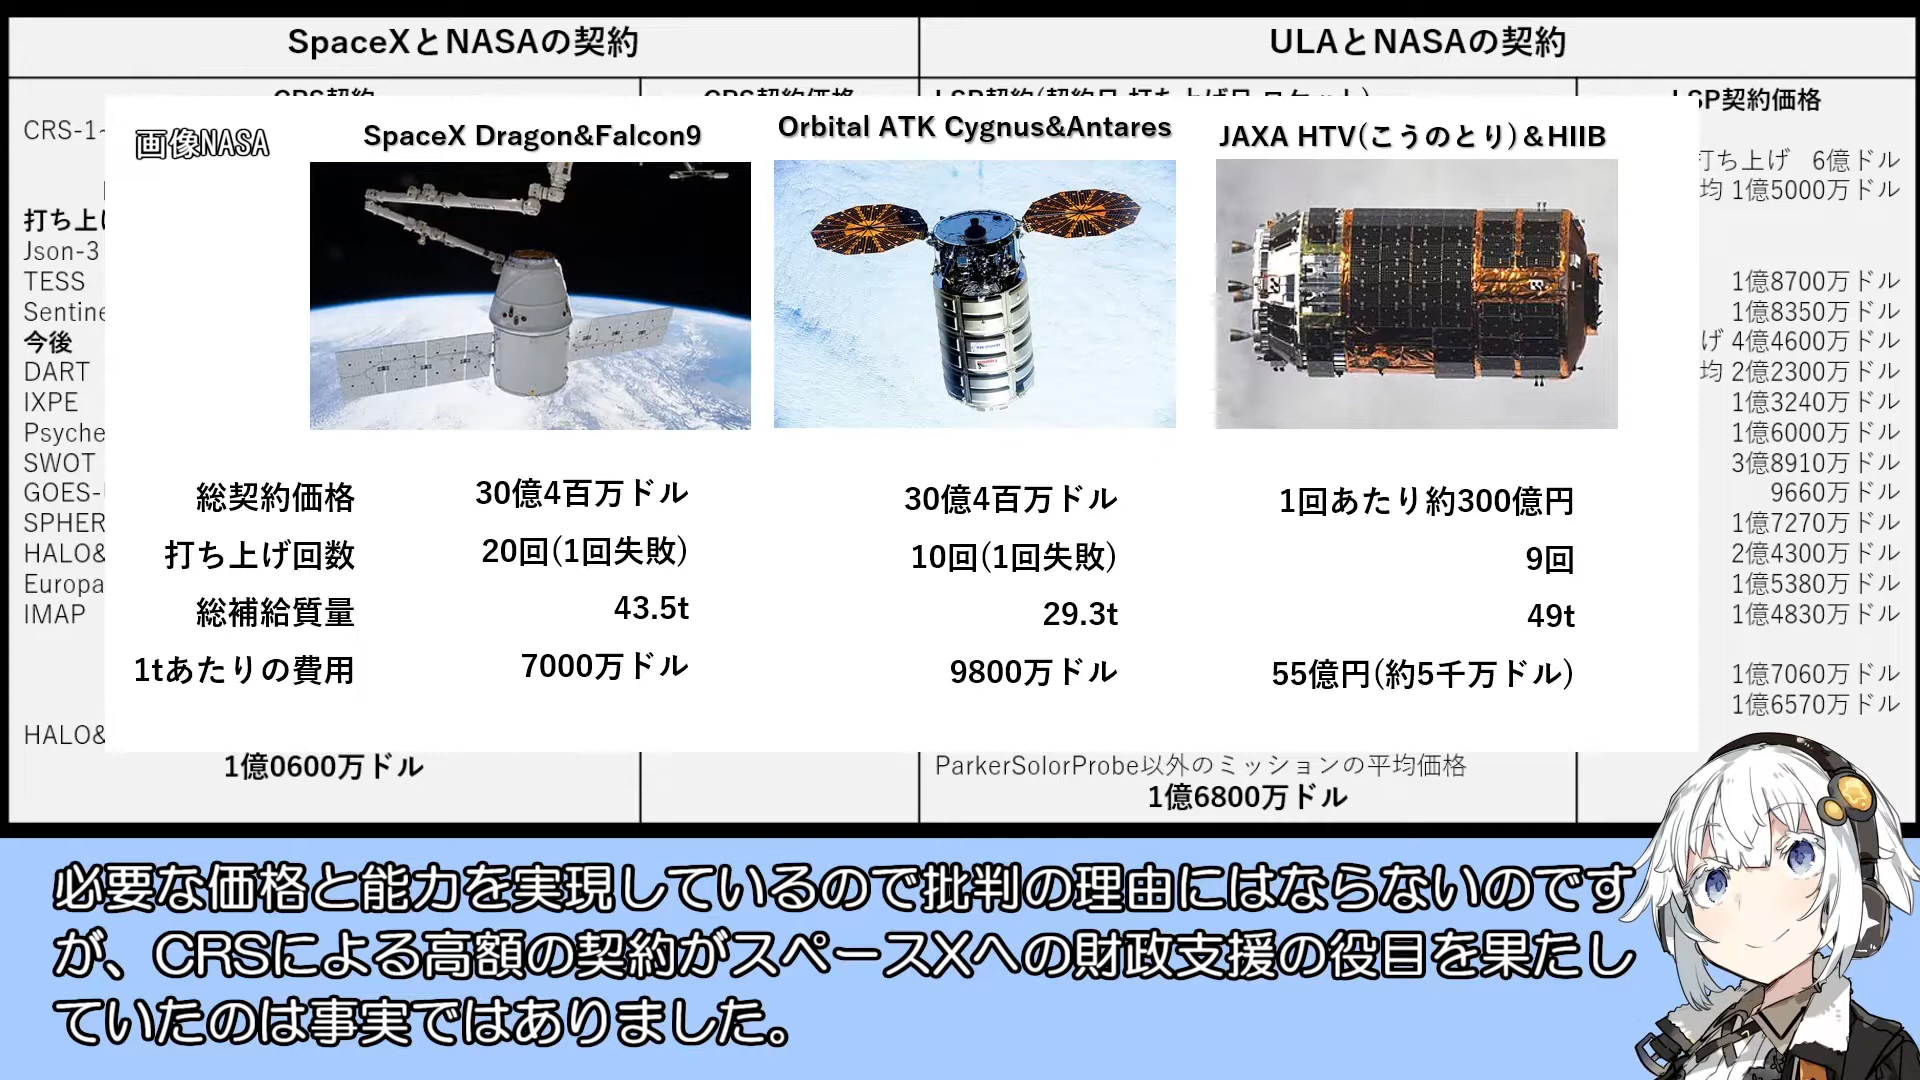 SpaceXとNASAの契約
ULAとNASAの契約
LSP契約価格
CRS-1~
打ち上げ 6億ドル
均 1億5000万ドル
打ち上
Json-3
TESS
1億8700万ドル
Sentine
1億8350万ドル
今後
げ 4億4600万ドル
DART
均 2億2300万ドル
IXPE
1億3240万ドル
Psyche
1億6000万ドル
SWOT
3億8910万ドル
GOES-
9660万ドル
SPHER
1億7270万ドル
HALO&
2億4300万ドル
Europa
1億5380万ドル
IMAP
1億4830万ドル
1億7060万ドル
1億6570万ドル
HALO&
1億0600万ドル
ParkerSolorProbe以外のミッションの平均価格
1億6800万ドル
画像NASA
SpaceX Dragon&Falcon9
Orbital ATK Cygnus&Antares
JAXA HTV(こうのとり)&HIIB
総契約価格 30億4百万ドル 30億4百万ドル 1回あたり約300億円
打ち上げ回数 20回(1回失敗) 10回(1回失敗) 9回
総補給質量 43.5t 29.3t 49t
1tあたりの費用 7000万ドル 9800万ドル 55億円(約5千万ドル)
必要な価格と能力を実現しているので批判の理由にはならないのです
が、CRSによる高額の契約がスペースXへの財政支援の役目を果たし
ていたのは事実ではありました。